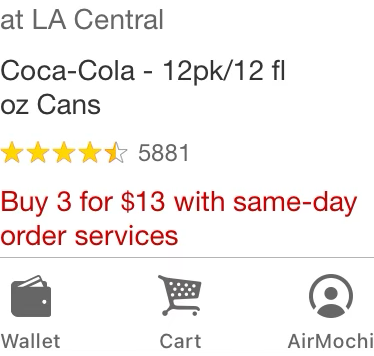 at LA Central
Coca-Cola - 12pk/12 fl
oz Cans
5881
Buy 3 for $13 with same-day
order services
Wallet
Cart
AirMochi